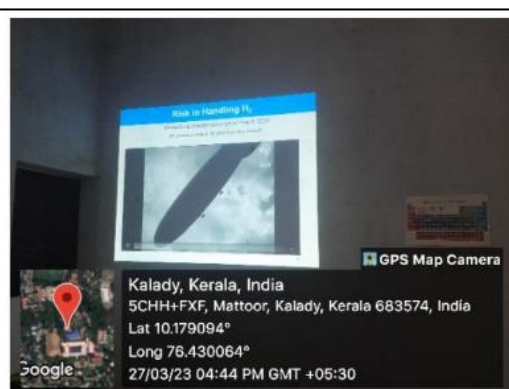 Risk in Handling H₂
GPS Map Camera
Kalady, Kerala, India
5CHH+FXF, Mattoor, Kalady, Kerala 683574, India
Lat 10.179094°
Long 76.430064°
27/03/23 04:44 PM GMT +05:30
Google